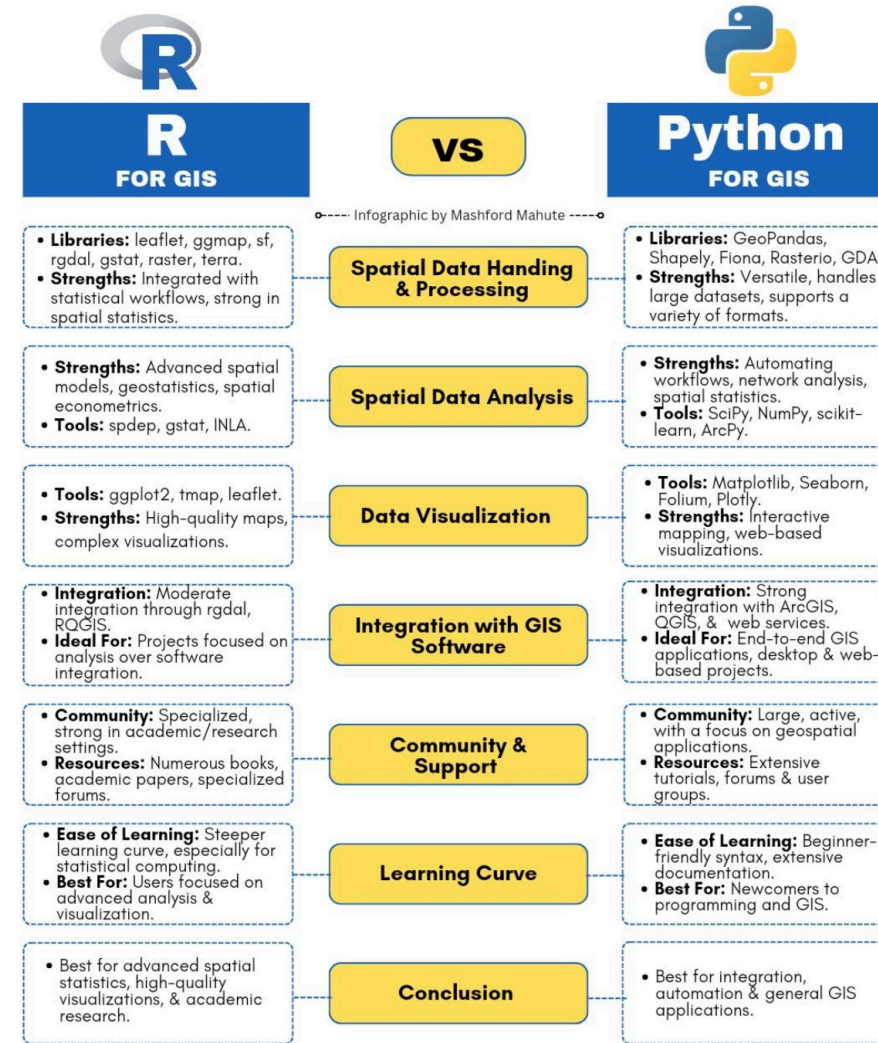 R
R
FOR GIS
VS
Python
FOR GIS
Infographic by Mashford Mahute
• Libraries: leaflet, ggmap, sf,
rgdal, gstat, raster, terra.
• Strengths: Integrated with
statistical workflows, strong in
spatial statistics.
Spatial Data Handing
& Processing
• Libraries: GeoPandas,
Shapely, Fiona, Rasterio, GDA
• Strengths: Versatile, handles
large datasets, supports a
variety of formats.
• Strengths: Advanced spatial
models, geostatistics, spatial
econometrics.
• Tools: spdep, gstat, INLA.
Spatial Data Analysis
• Strengths: Automating
workflows, network analysis,
spatial statistics.
• Tools: SciPy, NumPy, scikit-
learn, ArcPy.
• Tools: ggplot2, tmap, leaflet.
• Strengths: High-quality maps,
complex visualizations.
Data Visualization
• Tools: Matplotlib, Seaborn,
Folium, Plotly.
• Strengths: Interactive
mapping, web-based
visualizations.
• Integration: Moderate
integration through rgdal,
RQGIS.
• Ideal For: Projects focused on
analysis over software
integration.
Integration with GIS
Software
• Integration: Strong
integration with ArcGIS,
QGIS, & web services.
• Ideal For: End-to-end GIS
applications, desktop & web-
based projects.
• Community: Specialized,
strong in academic/research
settings.
• Resources: Numerous books,
academic papers, specialized
forums.
Community &
Support
• Community: Large, active,
with a focus on geospatial
applications.
• Resources: Extensive
tutorials, forums & user
groups.
• Ease of Learning: Steeper
learning curve, especially for
statistical computing.
• Best For: Users focused on
advanced analysis &
visualization.
Learning Curve
• Ease of Learning: Beginner-
friendly syntax, extensive
documentation.
• Best For: Newcomers to
programming and GIS.
• Best for advanced spatial
statistics, high-quality
visualizations, & academic
research.
Conclusion
• Best for integration,
automation & general GIS
applications.